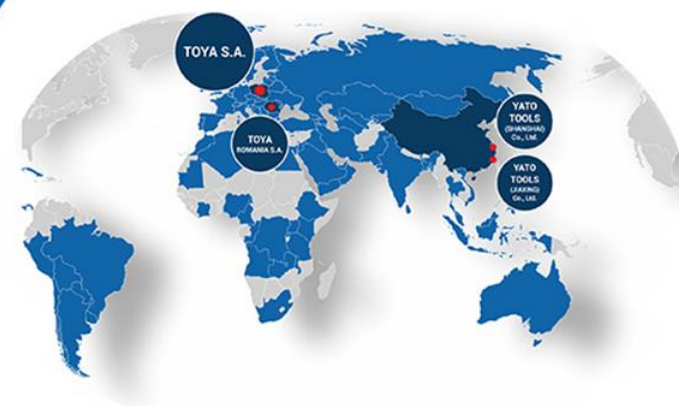 TOYA S.A.
TOYA
ROMANIA S.A.
YATO
TOOLS
(SHANGHAI)
Co., Ltd.
YATO
TOOLS
(JIAXING)
Co., Ltd.